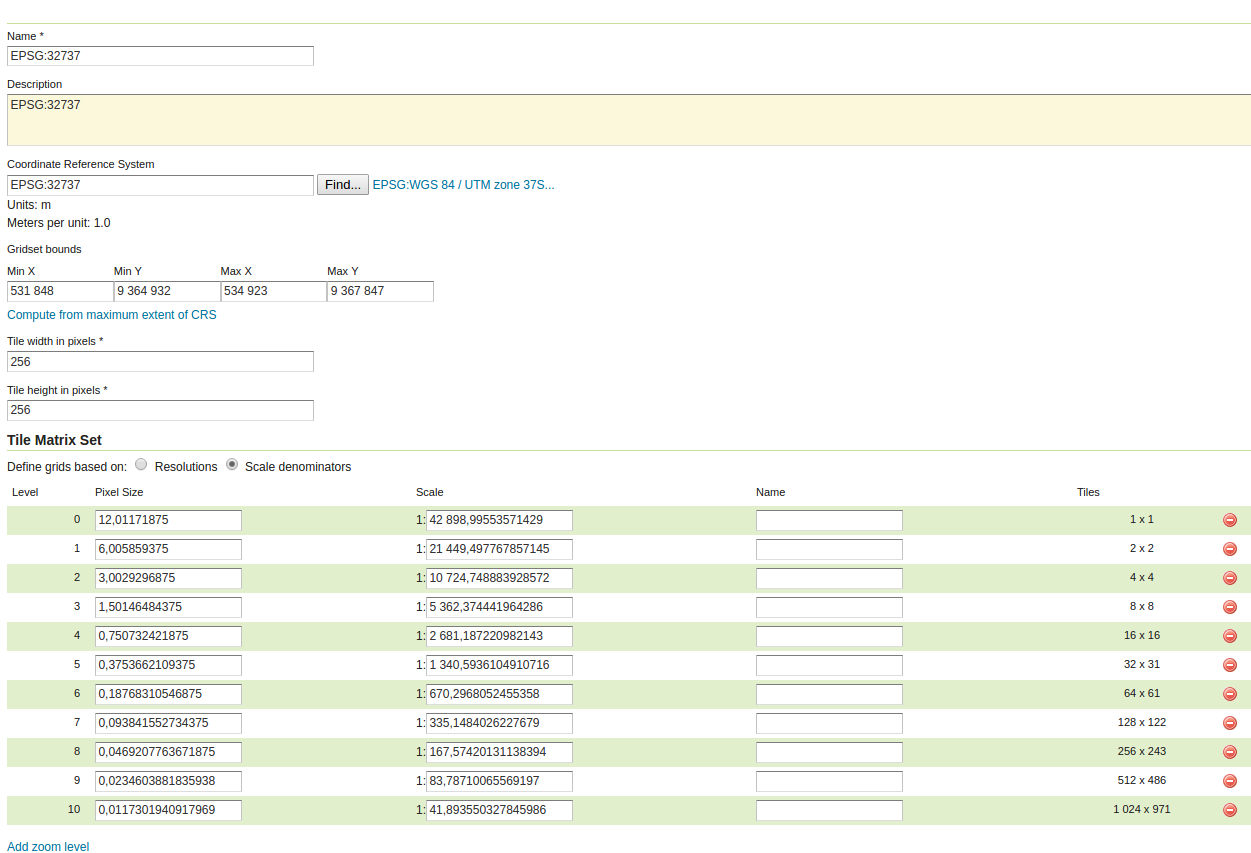 Name *
EPSG:32737
Description
EPSG:32737
Coordinate Reference System
EPSG:32737 Find... EPSG:WGS 84 / UTM zone 37S...
Units: m
Meters per unit: 1.0
Gridset bounds
Min X Min Y Max X Max Y
531 848 9 364 932 534 923 9 367 847
Compute from maximum extent of CRS
Tile width in pixels *
256
Tile height in pixels *
256
Tile Matrix Set
Define grids based on: Resolutions Scale denominators
Level Pixel Size Scale Name Tiles
0 12,01171875 1: 42 898,99553571429 1 x 1
1 6,005859375 1: 21 449,497767857145 2 x 2
2 3,0029296875 1: 10 724,748883928572 4 x 4
3 1,50146484375 1: 5 362,374441964286 8 x 8
4 0,750732421875 1: 2 681,187220982143 16 x 16
5 0,3753662109375 1: 1 340,5936104910716 32 x 31
6 0,18768310546875 1: 670,2968052455358 64 x 61
7 0,093841552734375 1: 335,1484026227679 128 x 122
8 0,0469207763671875 1: 167,57420131138394 256 x 243
9 0,0234603881835938 1: 83,78710065569197 512 x 486
10 0,0117301940917969 1: 41,893550327845986 1 024 x 971
Add zoom level